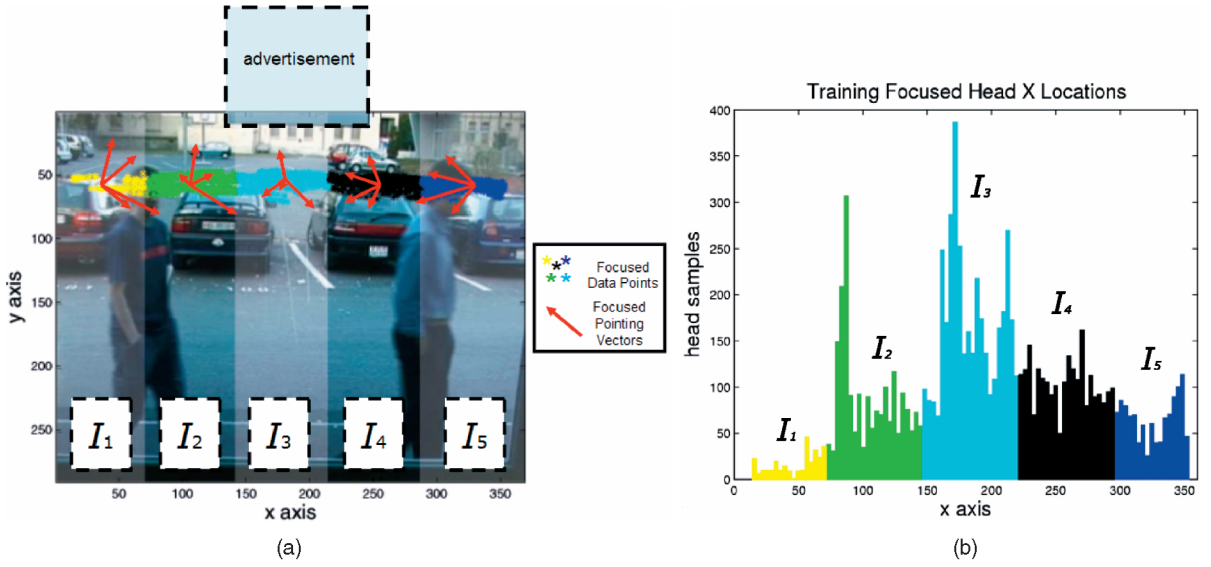 advertisement
y axis
50
100
150
200
250
I1
I2
I3
I4
I5
50
100
150
200
250
300
350
x axis
(a)
Focused
Data Points
Focused
Pointing
Vectors
Training Focused Head X Locations
head samples
400
350
300
250
200
150
100
50
0
I1
I2
I3
I4
I5
0
50
100
150
200
250
300
350
x axis
(b)